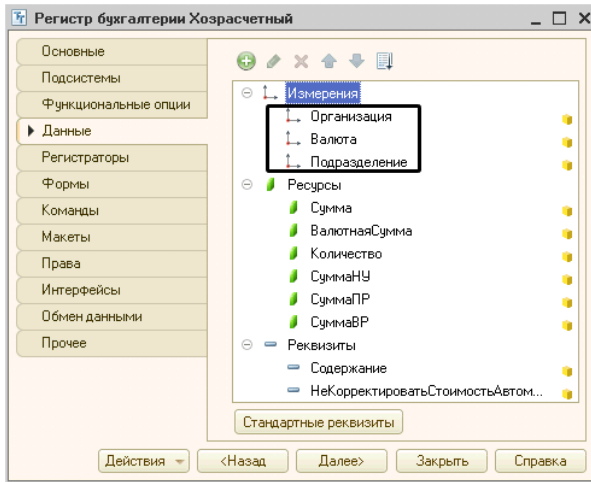 Регистр бухгалтерии Хозрасчетный
Основные
Подсистемы
Функциональные опции
Данные
Регистраторы
Формы
Команды
Макеты
Права
Интерфейсы
Обмен данными
Прочее
Измерения
Организация
Валюта
Подразделение
Ресурсы
Сумма
ВалютнаяСумма
Количество
СуммаНУ
СуммаПР
СуммаВР
Реквизиты
Содержание
НеКорректироватьСтоимостьАвтом...
Стандартные реквизиты
Действия <Назад Далее> Закрыть Справка